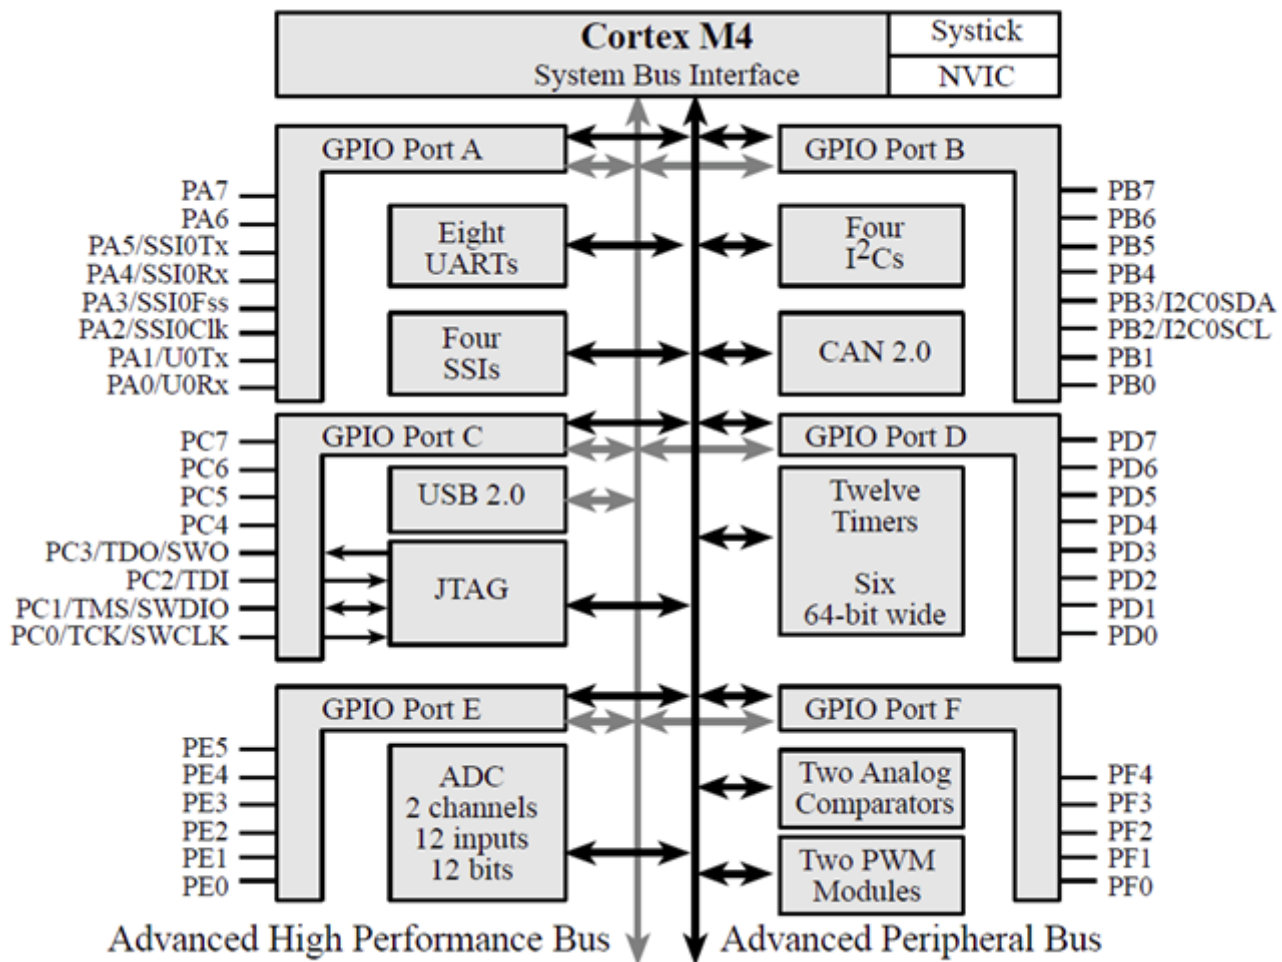 Cortex M4
System Bus Interface
Systick
NVIC
GPIO Port A
PA7
PA6
PA5/SSI0Tx
PA4/SSI0Rx
PA3/SSI0Fss
PA2/SSI0Clk
PA1/U0Tx
PA0/U0Rx
Eight
UARTs
Four
SSIs
GPIO Port B
Four
I²Cs
CAN 2.0
PB7
PB6
PB5
PB4
PB3/I2C0SDA
PB2/I2C0SCL
PB1
PB0
GPIO Port C
PC7
PC6
PC5
PC4
PC3/TDO/SWO
PC2/TDI
PC1/TMS/SWDIO
PC0/TCK/SWCLK
USB 2.0
JTAG
GPIO Port D
Twelve
Timers
Six
64-bit wide
PD7
PD6
PD5
PD4
PD3
PD2
PD1
PD0
GPIO Port E
PE5
PE4
PE3
PE2
PE1
PE0
ADC
2 channels
12 inputs
12 bits
GPIO Port F
Two Analog
Comparators
Two PWM
Modules
PF4
PF3
PF2
PF1
PF0
Advanced High Performance Bus
Advanced Peripheral Bus